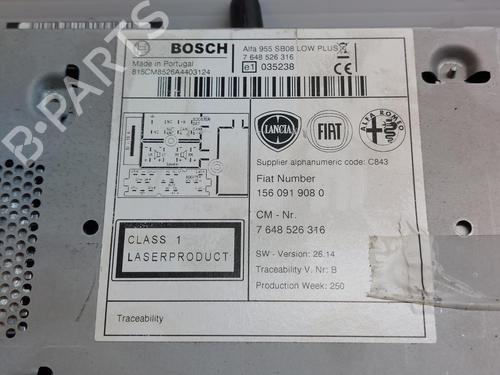 BOSCH
Made in Portugal
815CM8526A4403124
Alfa 955 SB08 LOW PLUS
7 648 526 316
e1 035238
CE
LANCIA
FIAT
ALFA ROMEO
Supplier alphanumeric code: C843
Fiat Number
156 091 908 0
CM - Nr.
7 648 526 316
SW - Version: 26.14
Traceability V. Nr: B
Production Week: 250
CLASS 1
LASERPRODUCT
Traceability
B-PARTS